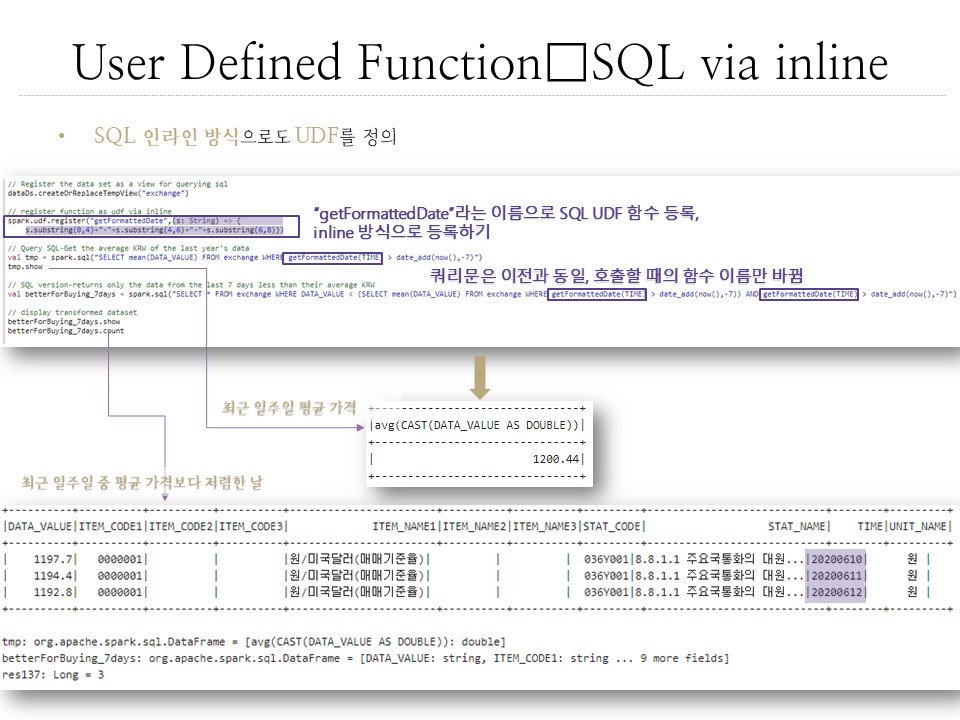 User Defined Function□SQL via inline
• SQL 인라인 방식으로도 UDF를 정의
// Register the data set as a view for querying sql
dataDs.createOrReplaceTempView("exchange")
// register function as udf via inline
spark.udf.register("getFormattedDate",(s: String) => {
s.substring(0,4)+"-"+s.substring(4,6)+"-"+s.substring(6,8)})
"getFormattedDate"라는 이름으로 SQL UDF 함수 등록,
inline 방식으로 등록하기
// Query SQL-Get the average KRW of the last year's data
val tmp = spark.sql("SELECT mean(DATA_VALUE) FROM exchange WHERE getFormattedDate(TIME) > date_add(now(),-7)")
tmp.show
쿼리문은 이전과 동일, 호출할 때의 함수 이름만 바뀜
// SQL version-returns only the data from the last 7 days less than their average KRW
val betterForBuying_7days = spark.sql("SELECT * FROM exchange WHERE DATA_VALUE < (SELECT mean(DATA_VALUE) FROM exchange WHERE getFormattedDate(TIME) > date_add(now(),-7)) AND getFormattedDate(TIME) > date_add(now(),-7)")
// display transformed dataset
betterForBuying_7days.show
betterForBuying_7days.count
최근 일주일 평균 가격
+-----------------------------+
|avg(CAST(DATA_VALUE AS DOUBLE))|
+-----------------------------+
| 1200.44|
+-----------------------------+
최근 일주일 중 평균 가격보다 저렴한 날
+----------+----------+----------+----------+--------------------+----------+----------+---------+--------------------------+--------+---------+
|DATA_VALUE|ITEM_CODE1|ITEM_CODE2|ITEM_CODE3| ITEM_NAME1|ITEM_NAME2|ITEM_NAME3|STAT_CODE| STAT_NAME| TIME|UNIT_NAME|
+----------+----------+----------+----------+--------------------+----------+----------+---------+--------------------------+--------+---------+
| 1197.7| 0000001| | |원/미국달러(매매기준율)| | | 036Y001|8.8.1.1 주요국통화의 대원...|20200610| 원 |
| 1194.4| 0000001| | |원/미국달러(매매기준율)| | | 036Y001|8.8.1.1 주요국통화의 대원...|20200611| 원 |
| 1192.8| 0000001| | |원/미국달러(매매기준율)| | | 036Y001|8.8.1.1 주요국통화의 대원...|20200612| 원 |
+----------+----------+----------+----------+--------------------+----------+----------+---------+--------------------------+--------+---------+
tmp: org.apache.spark.sql.DataFrame = [avg(CAST(DATA_VALUE AS DOUBLE)): double]
betterForBuying_7days: org.apache.spark.sql.DataFrame = [DATA_VALUE: string, ITEM_CODE1: string ... 9 more fields]
res137: Long = 3